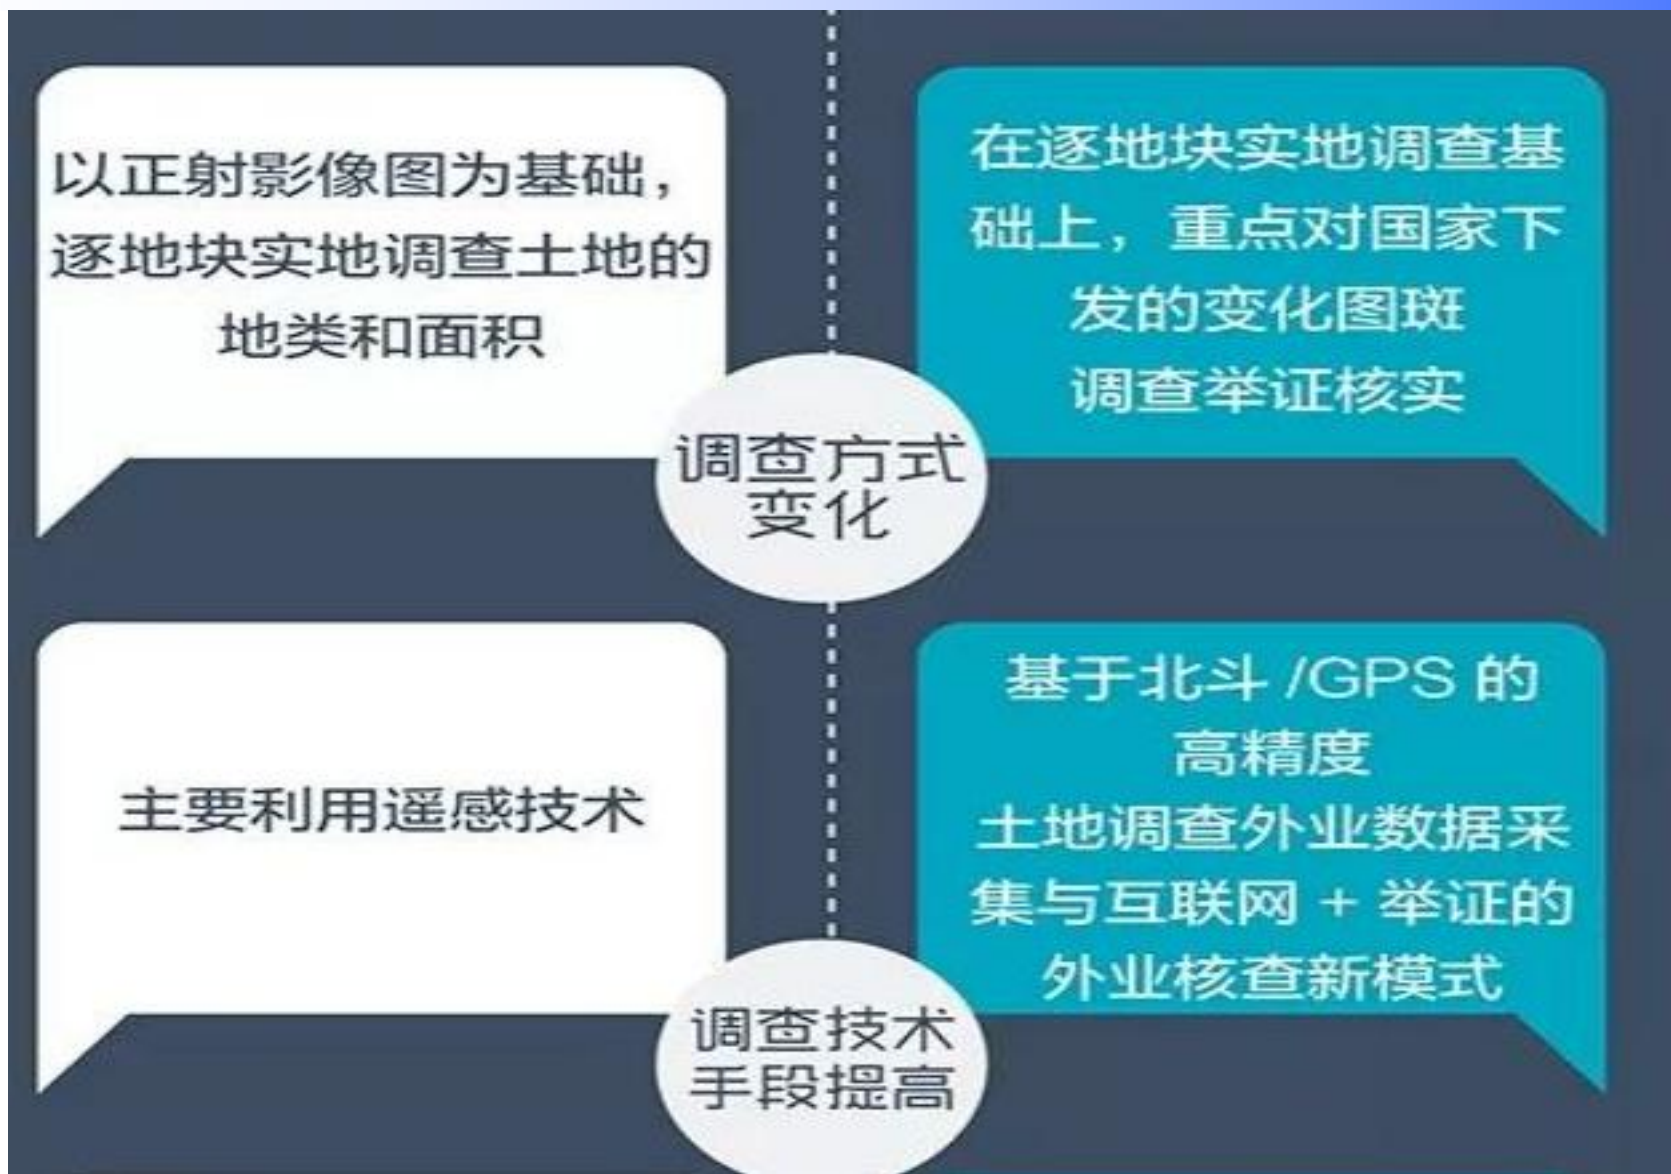 以正射影像图为基础，
逐地块实地调查土地的
地类和面积
在逐地块实地调查基
础上，重点对国家下
发的变化图斑
调查举证核实
调查方式
变化
主要利用遥感技术
基于北斗 /GPS 的
高精度
土地调查外业数据采
集与互联网 + 举证的
外业核查新模式
调查技术
手段提高